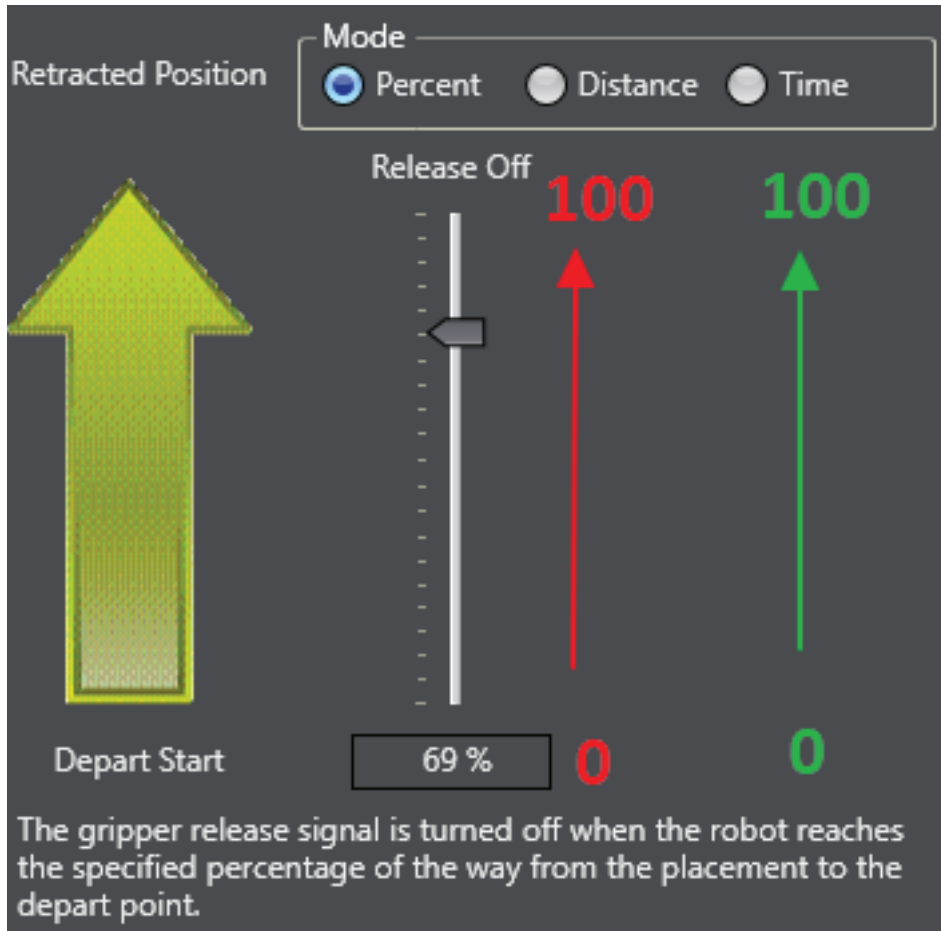 Mode
Retracted Position
Percent Distance Time
Release Off
100 100
Depart Start
69 %
0 0
The gripper release signal is turned off when the robot reaches
the specified percentage of the way from the placement to the
depart point.